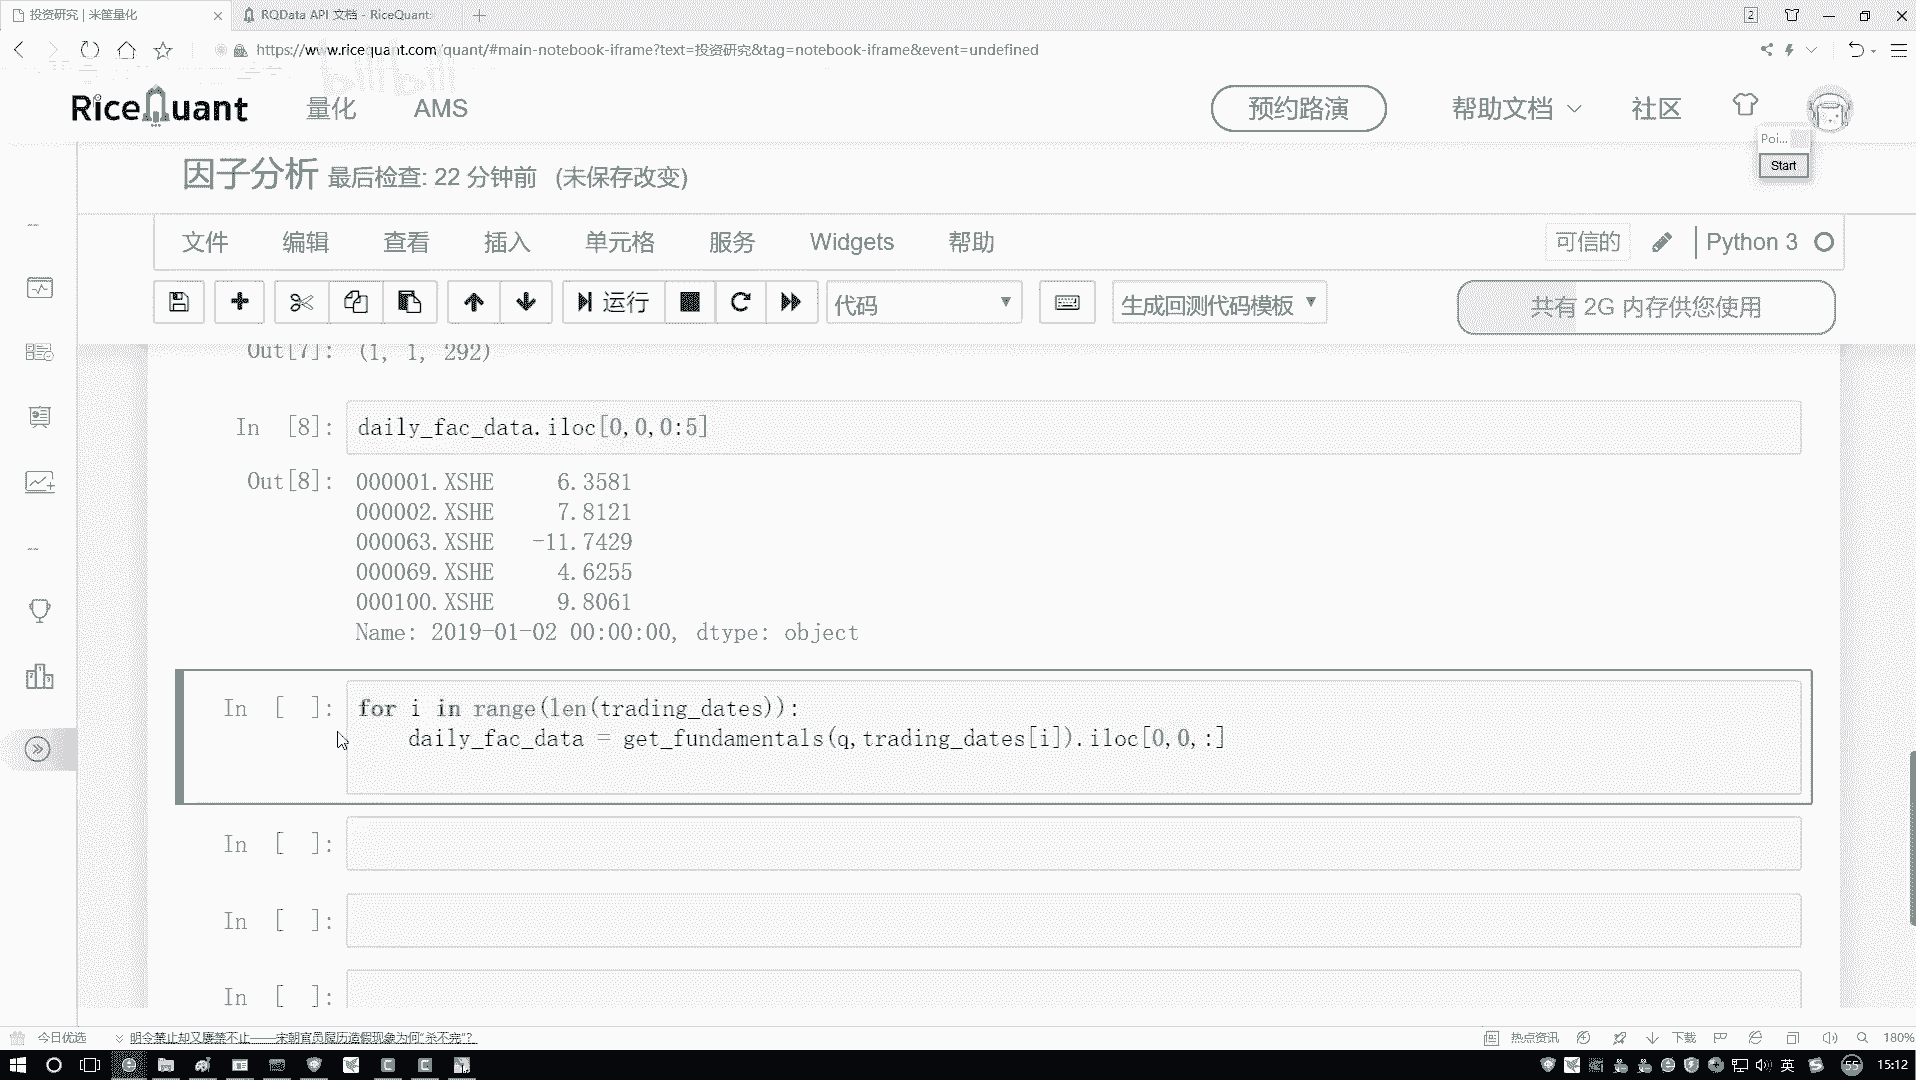 投资研究 | 米筐量化
RQData API 文档 - RiceQuant
2
https://www.ricequant.com/quant/#main-notebook-iframe?text=投资研究&tag=notebook-iframe&event=undefined
bilibili
RiceQuant 量化 AMS 预约路演 帮助文档 社区
Poi...
Start
因子分析 最后检查: 22 分钟前 (未保存改变)
文件 编辑 查看 插入 单元格 服务 Widgets 帮助 可信的 Python 3
运行 代码 生成回测代码模板 共有 2G 内存供您使用
Out[7]: (1, 1, 292)
In [8]: daily_fac_data.iloc[0,0,0:5]
Out[8]: 000001.XSHE 6.3581
000002.XSHE 7.8121
000063.XSHE -11.7429
000069.XSHE 4.6255
000100.XSHE 9.8061
Name: 2019-01-02 00:00:00, dtype: object
In [ ]: for i in range(len(trading_dates)):
daily_fac_data = get_fundamentals(q,trading_dates[i]).iloc[0,0,:]
In [ ]:
In [ ]:
In [ ]:
今日优选 明令禁止却又屡禁不止——宋朝官员履历造假现象为何“杀不完”? 热点资讯 下载 180%
英 55 15:12